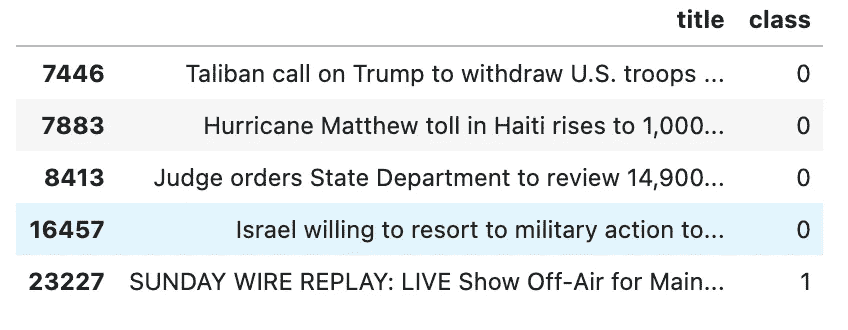 title class
7446 Taliban call on Trump to withdraw U.S. troops ... 0
7883 Hurricane Matthew toll in Haiti rises to 1,000... 0
8413 Judge orders State Department to review 14,900... 0
16457 Israel willing to resort to military action to... 0
23227 SUNDAY WIRE REPLAY: LIVE Show Off-Air for Main... 1